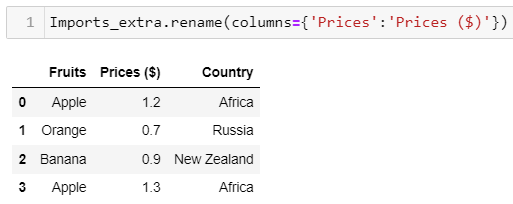 1 Imports_extra.rename(columns={'Prices':'Prices ($)'})
Fruits Prices ($) Country
0 Apple 1.2 Africa
1 Orange 0.7 Russia
2 Banana 0.9 New Zealand
3 Apple 1.3 Africa